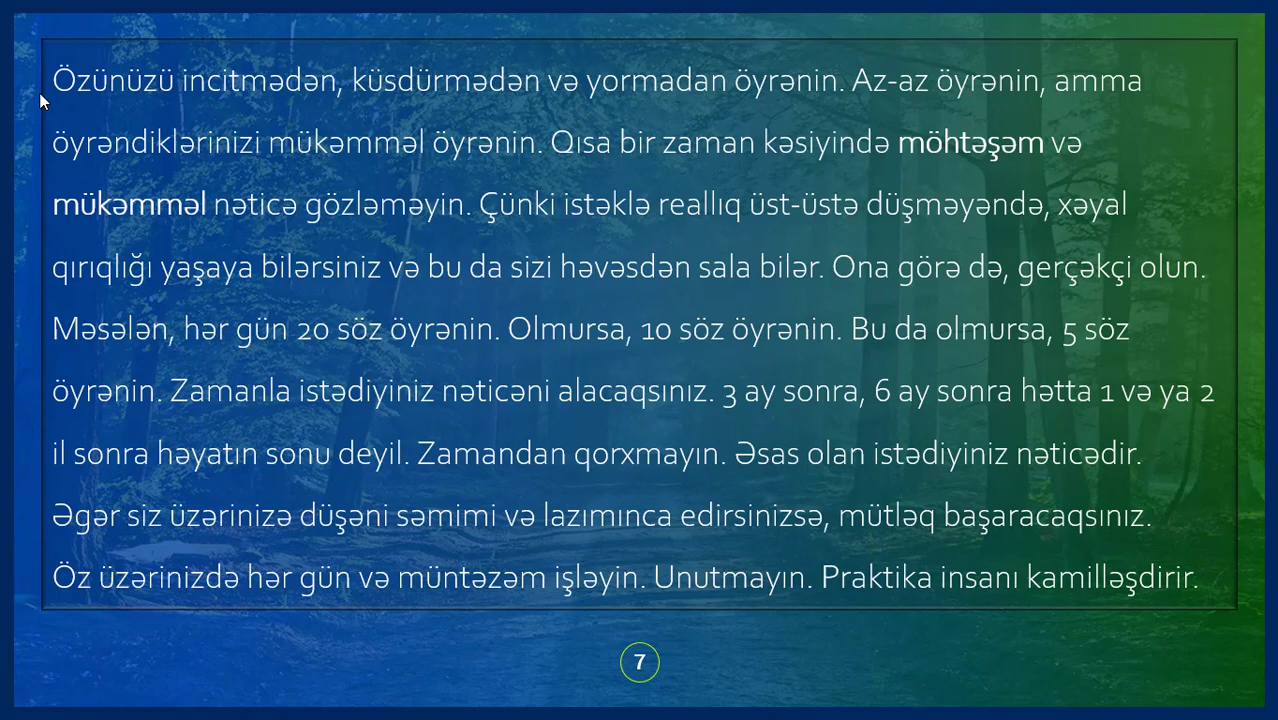 Özünüzü incitmədən, küsdürmədən və yormadan öyrənin. Az-az öyrənin, amma
öyrəndiklərinizi mükəmməl öyrənin. Qısa bir zaman kəsiyində möhtəşəm və
mükəmməl nəticə gözləməyin. Çünki istəklə reallıq üst-üstə düşməyəndə, xəyal
qırıqlığı yaşaya bilərsiniz və bu da sizi həvəsdən sala bilər. Ona görə də, gerçəkçi olun.
Məsələn, hər gün 20 söz öyrənin. Olmursa, 10 söz öyrənin. Bu da olmursa, 5 söz
öyrənin. Zamanla istədiyiniz nəticəni alacaqsınız. 3 ay sonra, 6 ay sonra hətta 1 və ya 2
il sonra həyatın sonu deyil. Zamandan qorxmayın. Əsas olan istədiyiniz nəticədir.
Əgər siz üzərinizə düşəni səmimi və lazımınca edirsinizsə, mütləq başaracaqsınız.
Öz üzərinizdə hər gün və müntəzəm işləyin. Unutmayın. Praktika insanı kamilləşdirir.
7